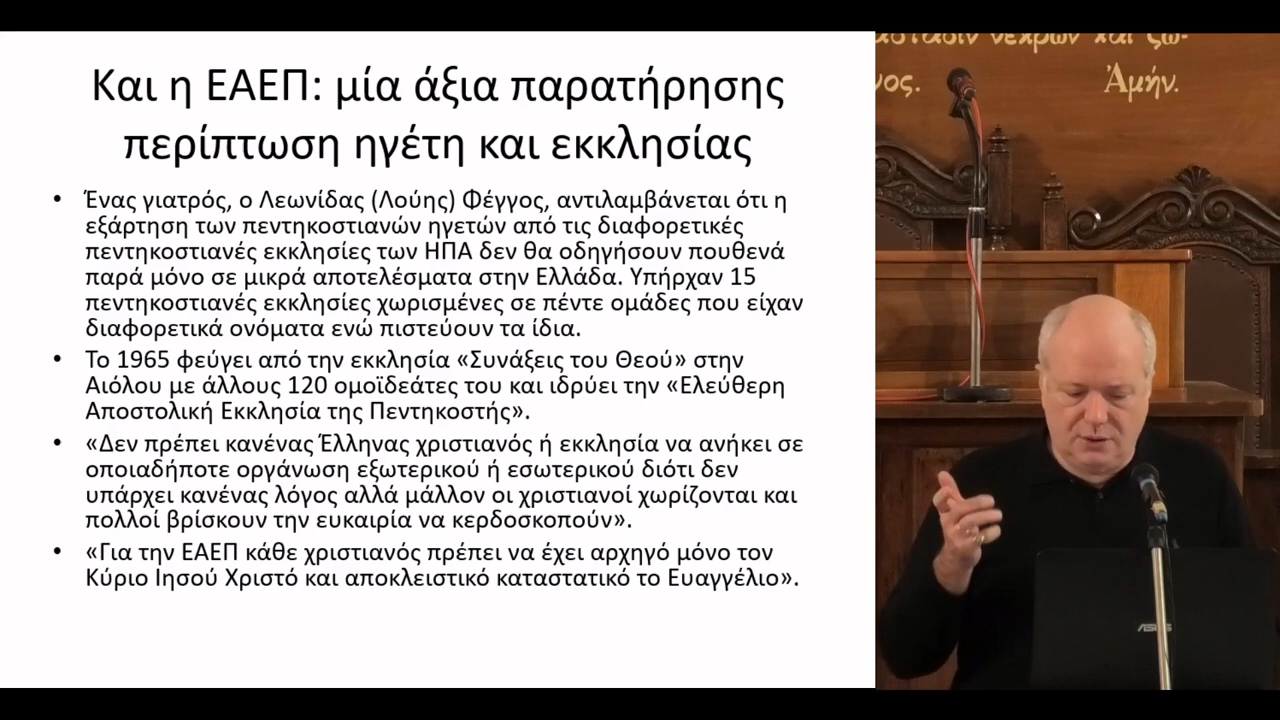 Και η ΕΑΕΠ: μία άξια παρατήρησης
περίπτωση ηγέτη και εκκλησίας
• Ένας γιατρός, ο Λεωνίδας (Λούης) Φέγγος, αντιλαμβάνεται ότι η
εξάρτηση των πεντηκοστιανών ηγετών από τις διαφορετικές
πεντηκοστιανές εκκλησίες των ΗΠΑ δεν θα οδηγήσουν πουθενά
παρά μόνο σε μικρά αποτελέσματα στην Ελλάδα. Υπήρχαν 15
πεντηκοστιανές εκκλησίες χωρισμένες σε πέντε ομάδες που είχαν
διαφορετικά ονόματα ενώ πιστεύουν τα ίδια.
• Το 1965 φεύγει από την εκκλησία «Συνάξεις του Θεού» στην
Αιόλου με άλλους 120 ομοϊδεάτες του και ιδρύει την «Ελεύθερη
Αποστολική Εκκλησία της Πεντηκοστής».
• «Δεν πρέπει κανένας Έλληνας χριστιανός ή εκκλησία να ανήκει σε
οποιαδήποτε οργάνωση εξωτερικού ή εσωτερικού διότι δεν
υπάρχει κανένας λόγος αλλά μάλλον οι χριστιανοί χωρίζονται και
πολλοί βρίσκουν την ευκαιρία να κερδοσκοπούν».
• «Για την ΕΑΕΠ κάθε χριστιανός πρέπει να έχει αρχηγό μόνο τον
Κύριο Ιησού Χριστό και αποκλειστικό καταστατικό το Ευαγγέλιο».
νεκρῶν καὶ
Ἀμήν.
ASUS